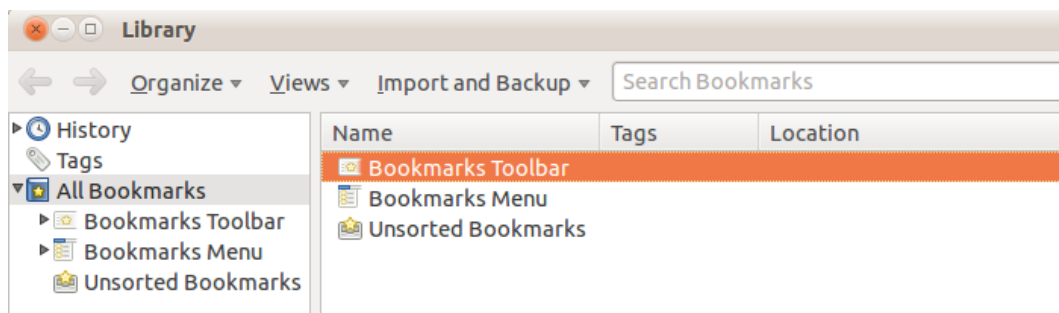 Library
Organize Views Import and Backup Search Bookmarks
History
Tags
All Bookmarks
Bookmarks Toolbar
Bookmarks Menu
Unsorted Bookmarks
Name Tags Location
Bookmarks Toolbar
Bookmarks Menu
Unsorted Bookmarks